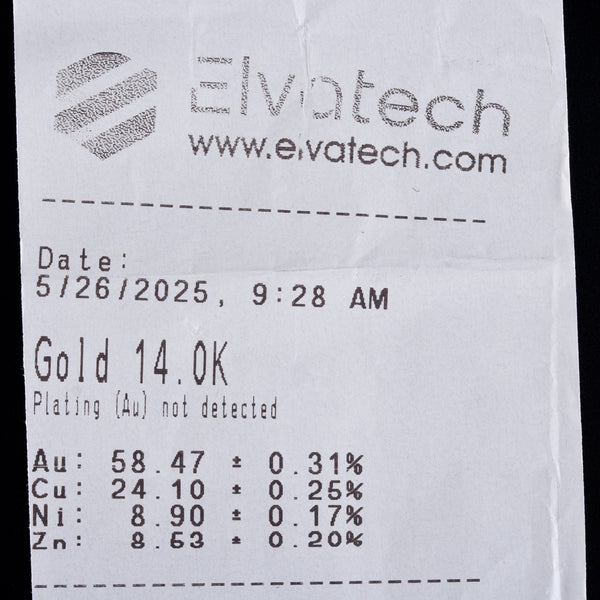 Elvatech
www.elvatech.com
Date:
5/26/2025, 9:28 AM
Gold 14.0K
Plating (Au) not detected
Au: 58.47 ± 0.31%
Cu: 24.10 ± 0.25%
Ni: 8.90 ± 0.17%
Zn: 8.53 ± 0.20%